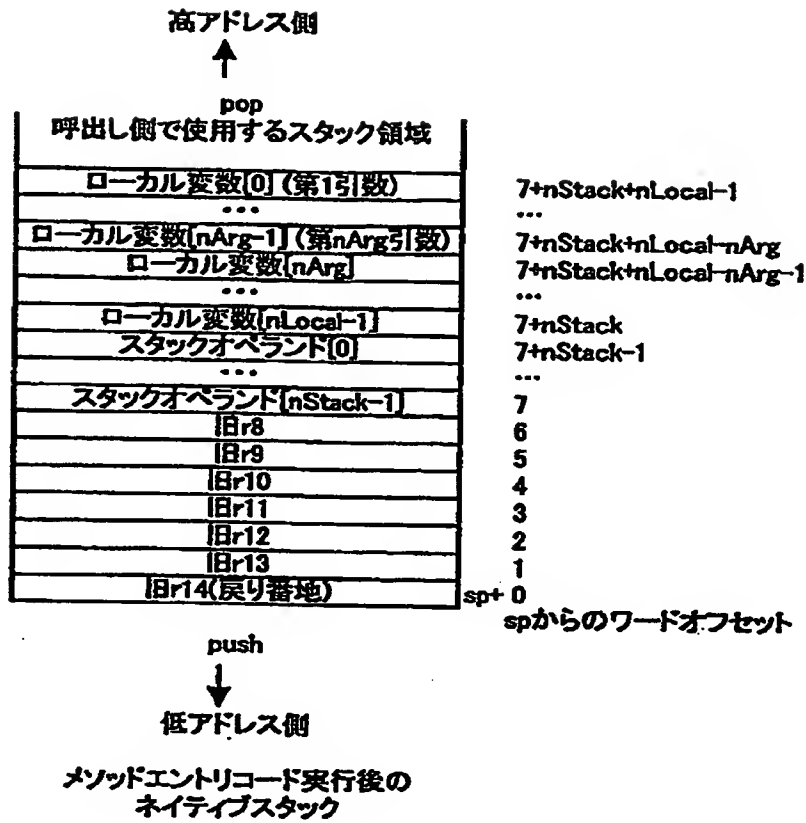 高アドレス側
pop
呼出し側で使用するスタック領域
ローカル変数[0] (第1引数) 7+nStack+nLocal-1
... ...
ローカル変数[nArg-1] (第nArg引数) 7+nStack+nLocal-nArg
ローカル変数[nArg] 7+nStack+nLocal-nArg-1
... ...
ローカル変数[nLocal-1] 7+nStack
スタックオペランド[0] 7+nStack-1
... ...
スタックオペランド[nStack-1] 7
旧r8 6
旧r9 5
旧r10 4
旧r11 3
旧r12 2
旧r13 1
旧r14(戻り番地) sp+ 0
spからのワードオフセット
push
低アドレス側
メソッドエントリコード実行後の
ネイティブスタック